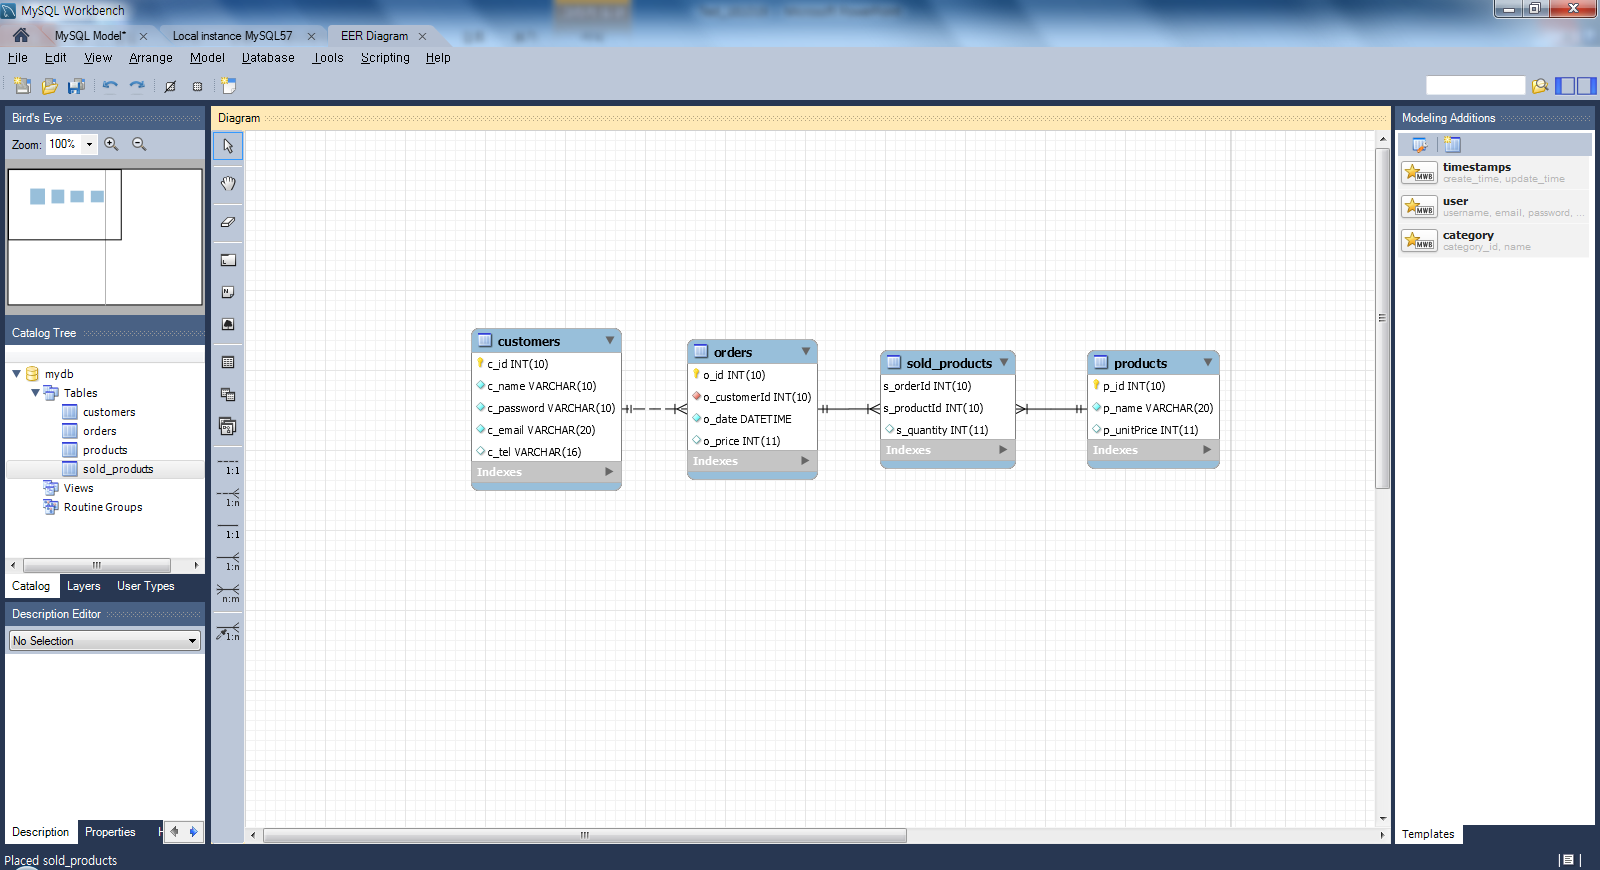 MySQL Workbench
MySQL Model*
Local instance MySQL57
EER Diagram
File Edit View Arrange Model Database Tools Scripting Help
Bird's Eye
Zoom: 100%
Catalog Tree
mydb
Tables
customers
orders
products
sold_products
Views
Routine Groups
Catalog Layers User Types
Description Editor
No Selection
Description Properties H
Placed sold_products
Diagram
1:1
1:n
1:1
1:n
n:m
1:n
customers
c_id INT(10)
c_name VARCHAR(10)
c_password VARCHAR(10)
c_email VARCHAR(20)
c_tel VARCHAR(16)
Indexes
orders
o_id INT(10)
o_customerId INT(10)
o_date DATETIME
o_price INT(11)
Indexes
sold_products
s_orderId INT(10)
s_productId INT(10)
s_quantity INT(11)
Indexes
products
p_id INT(10)
p_name VARCHAR(20)
p_unitPrice INT(11)
Indexes
Modeling Additions
MWB
timestamps
create_time, update_time
MWB
user
username, email, password, ...
MWB
category
category_id, name
Templates